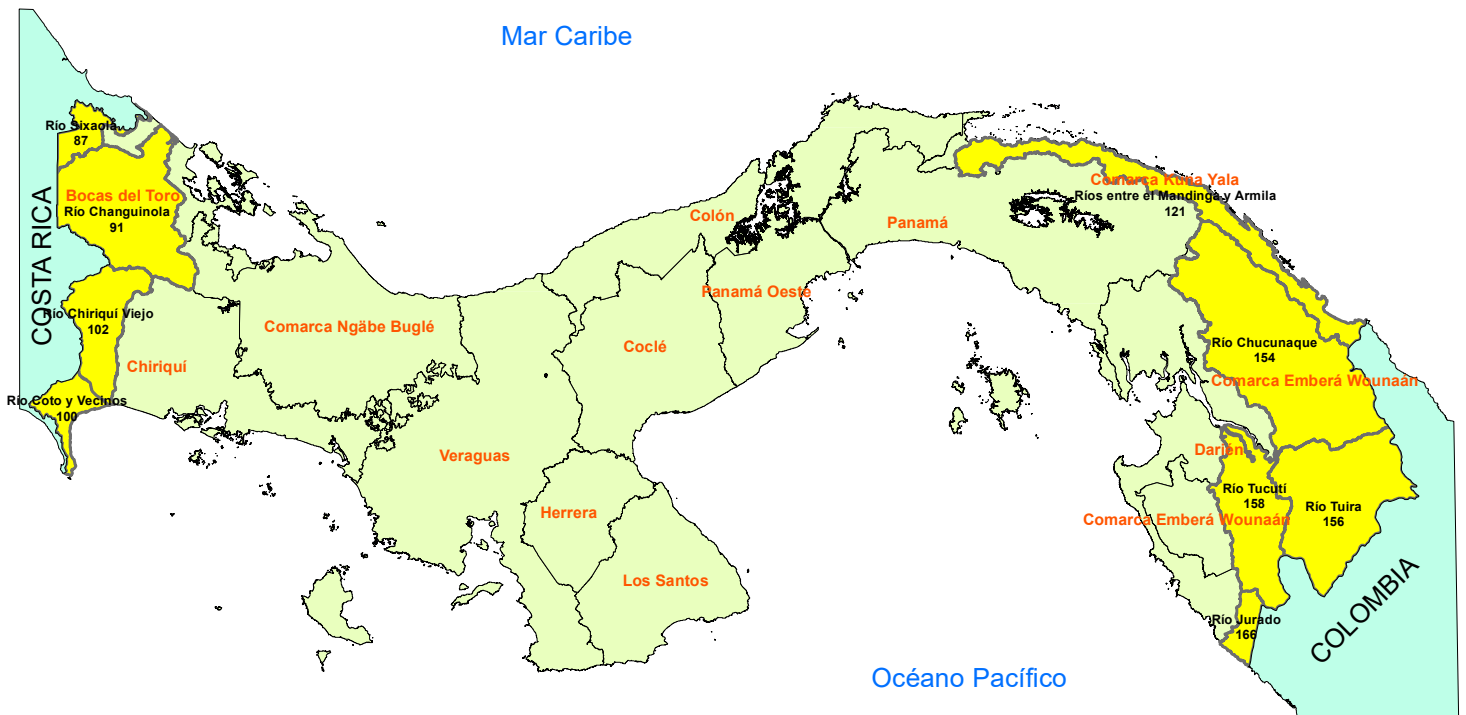 Mar Caribe
Río Sixaola
87
COSTA RICA
Bocas del Toro
Río Changuinola
91
Río Chiriquí Viejo
102
Chiriquí
Río Coto y Vecinos
100
Comarca Ngäbe Buglé
Veraguas
Herrera
Los Santos
Coclé
Colón
Panamá Oeste
Panamá
Comarca Kuna Yala
Ríos entre el Mandinga y Armila
121
Río Chucunaque
154
Comarca Emberá Wounaán
Darién
Río Tucutí
158
Comarca Emberá Wounaán
Río Tuira
156
Río Jurado
166
COLOMBIA
Océano Pacífico